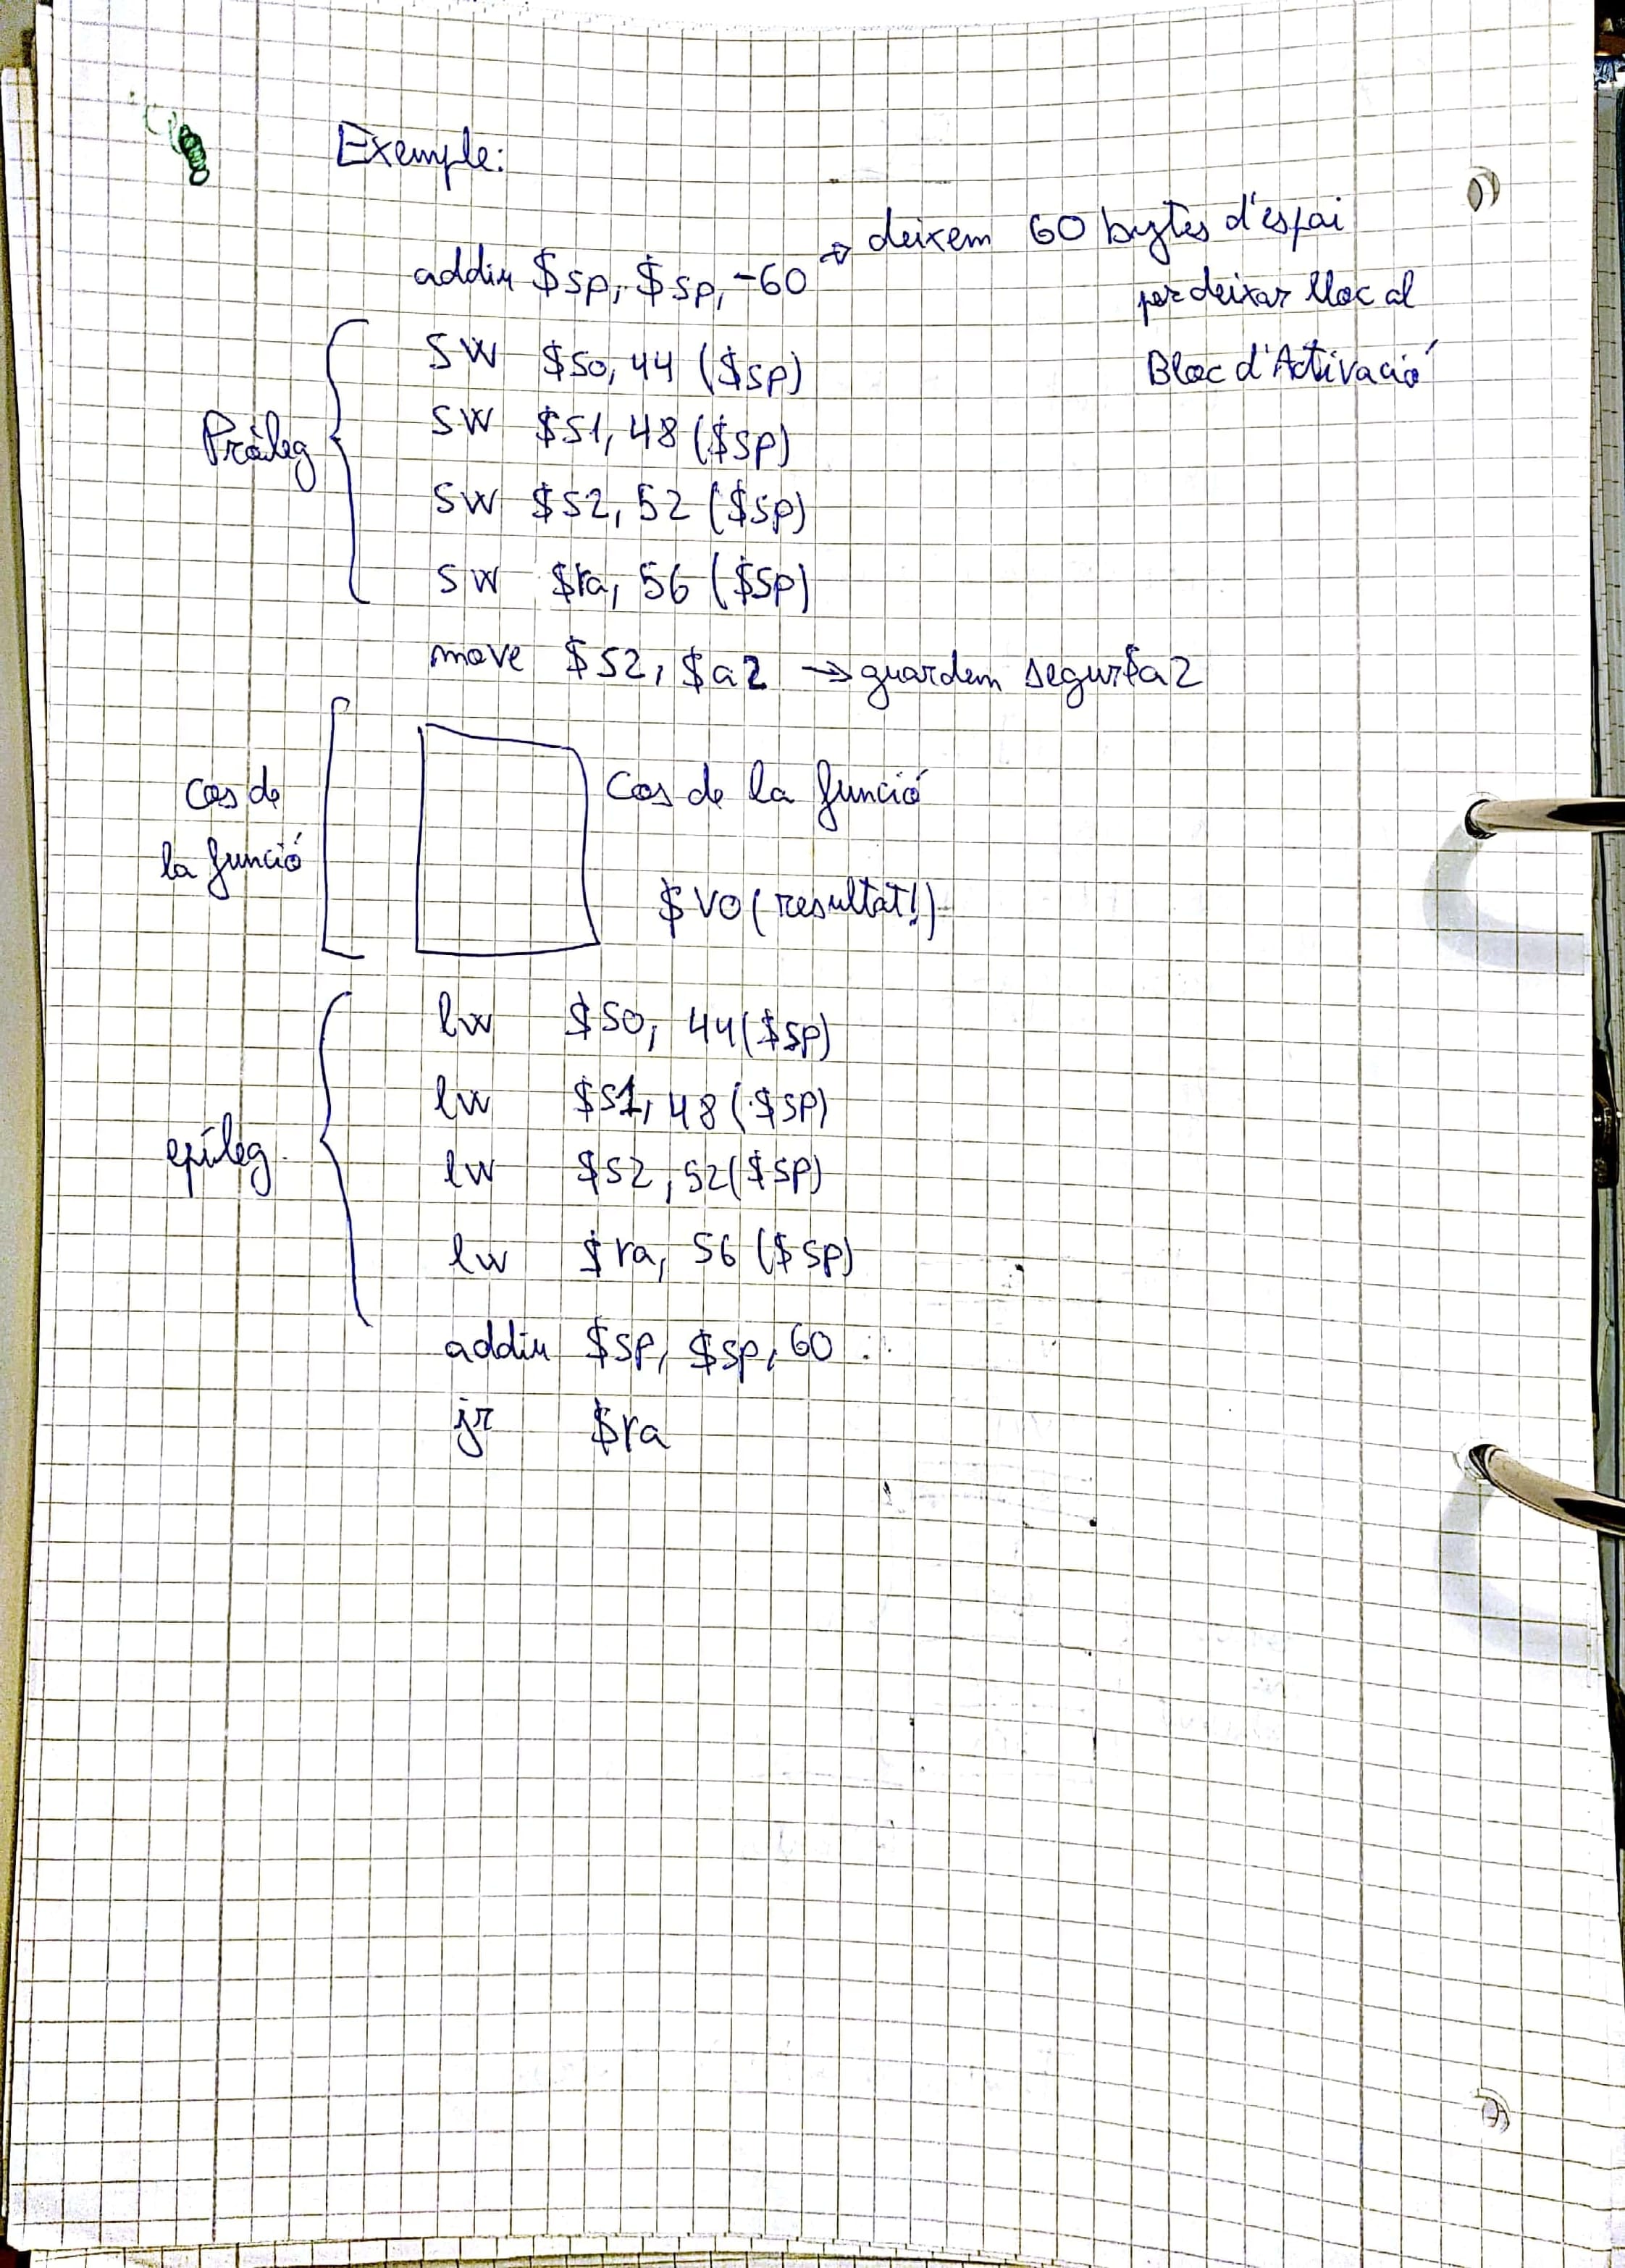 Exemple:
addiu $sp, $sp, -60 → deixem 60 bytes d'espai
per deixar lloc al
Bloc d'Activació
Pròleg
sw $s0, 44 ($sp)
sw $s1, 48 ($sp)
sw $s2, 52 ($sp)
sw $ra, 56 ($sp)
move $s2, $a2 → guardem segur $a2
cos de
la funció
Cos de la funció
$v0 (resultat!)
epíleg
lw $s0, 44($sp)
lw $s1, 48 ($sp)
lw $s2, 52($sp)
lw $ra, 56 ($sp)
addiu $sp, $sp, 60
jr $ra